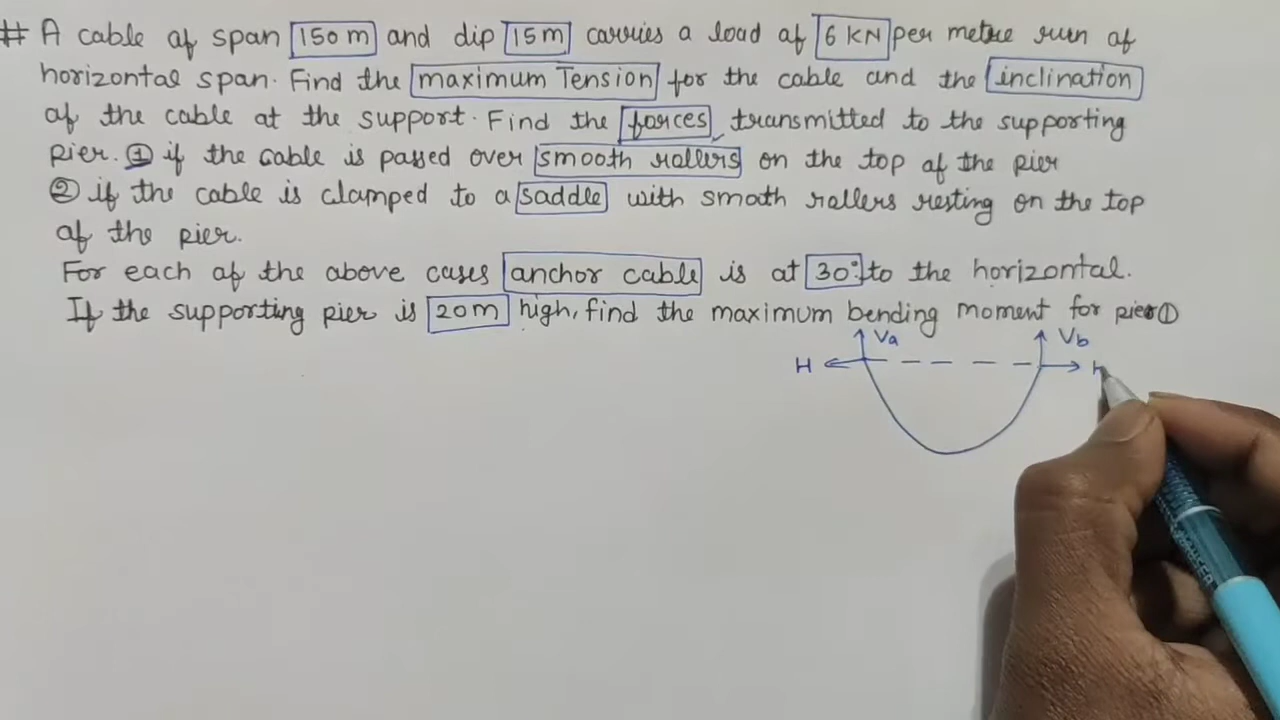 # A cable of span 150 m and dip 15 m carries a load of 6 KN per metre run of
horizontal span. Find the maximum Tension for the cable and the inclination
of the cable at the support. Find the forces transmitted to the supporting
pier. ① if the cable is passed over smooth rollers on the top of the pier
② if the cable is clamped to a saddle with smoth rollers resting on the top
of the pier.
For each of the above cases anchor cable is at 30° to the horizontal.
If the supporting pier is 20m high, find the maximum bending moment for pier ①
Va Vb
H H